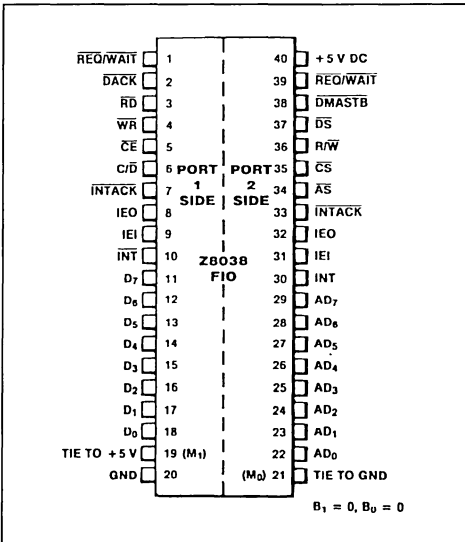 REQ/WAIT 1 40 +5 V DC
DACK 2 39 REQ/WAIT
RD 3 38 DMASTB
WR 4 37 DS
CE 5 36 R/W
C/D 6 PORT PORT 35 CS
INTACK 7 1 2 34 AS
SIDE SIDE
IEO 8 33 INTACK
IEI 9 32 IEO
INT 10 Z8038 31 IEI
FIO
D7 11 30 INT
D6 12 29 AD7
D5 13 28 AD6
D4 14 27 AD5
D3 15 26 AD4
D2 16 25 AD3
D1 17 24 AD2
D0 18 23 AD1
TIE TO +5 V 19 (M1) 22 AD0
GND 20 (M0) 21 TIE TO GND
B1 = 0, B0 = 0